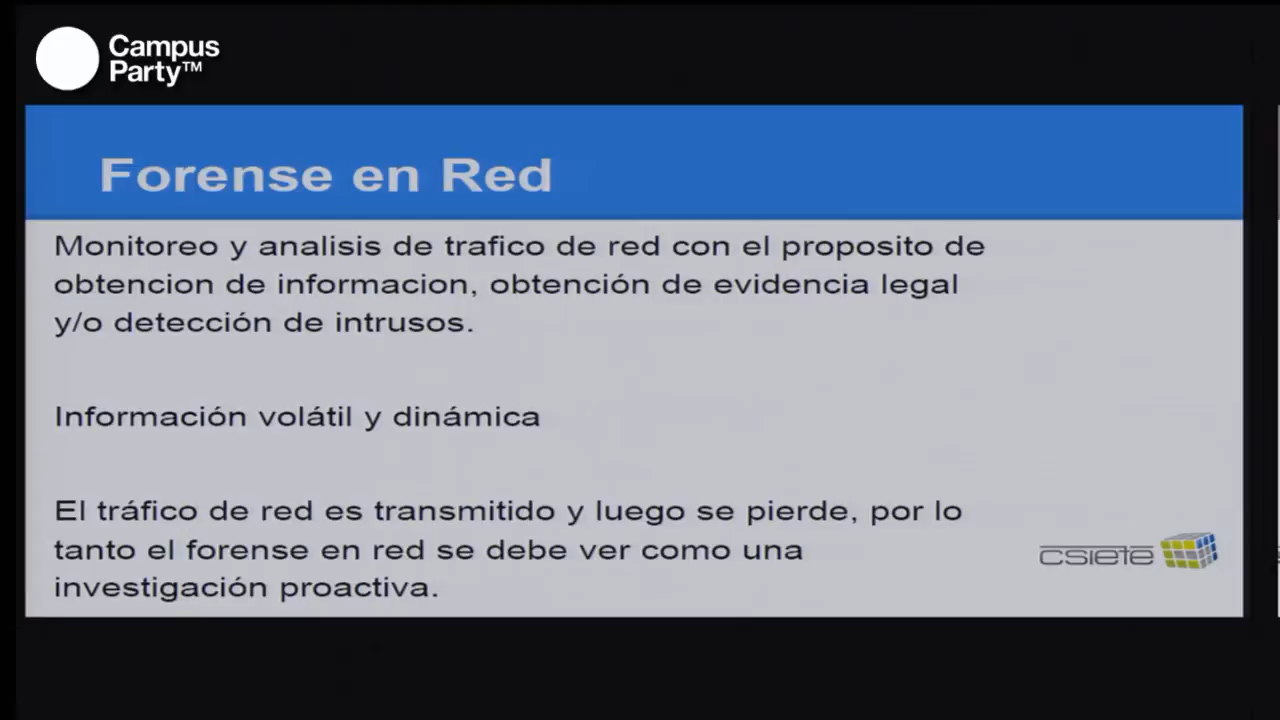 Campus
Party™
Forense en Red
Monitoreo y analisis de trafico de red con el proposito de
obtencion de informacion, obtención de evidencia legal
y/o detección de intrusos.
Información volátil y dinámica
El tráfico de red es transmitido y luego se pierde, por lo
tanto el forense en red se debe ver como una
investigación proactiva.
csiete